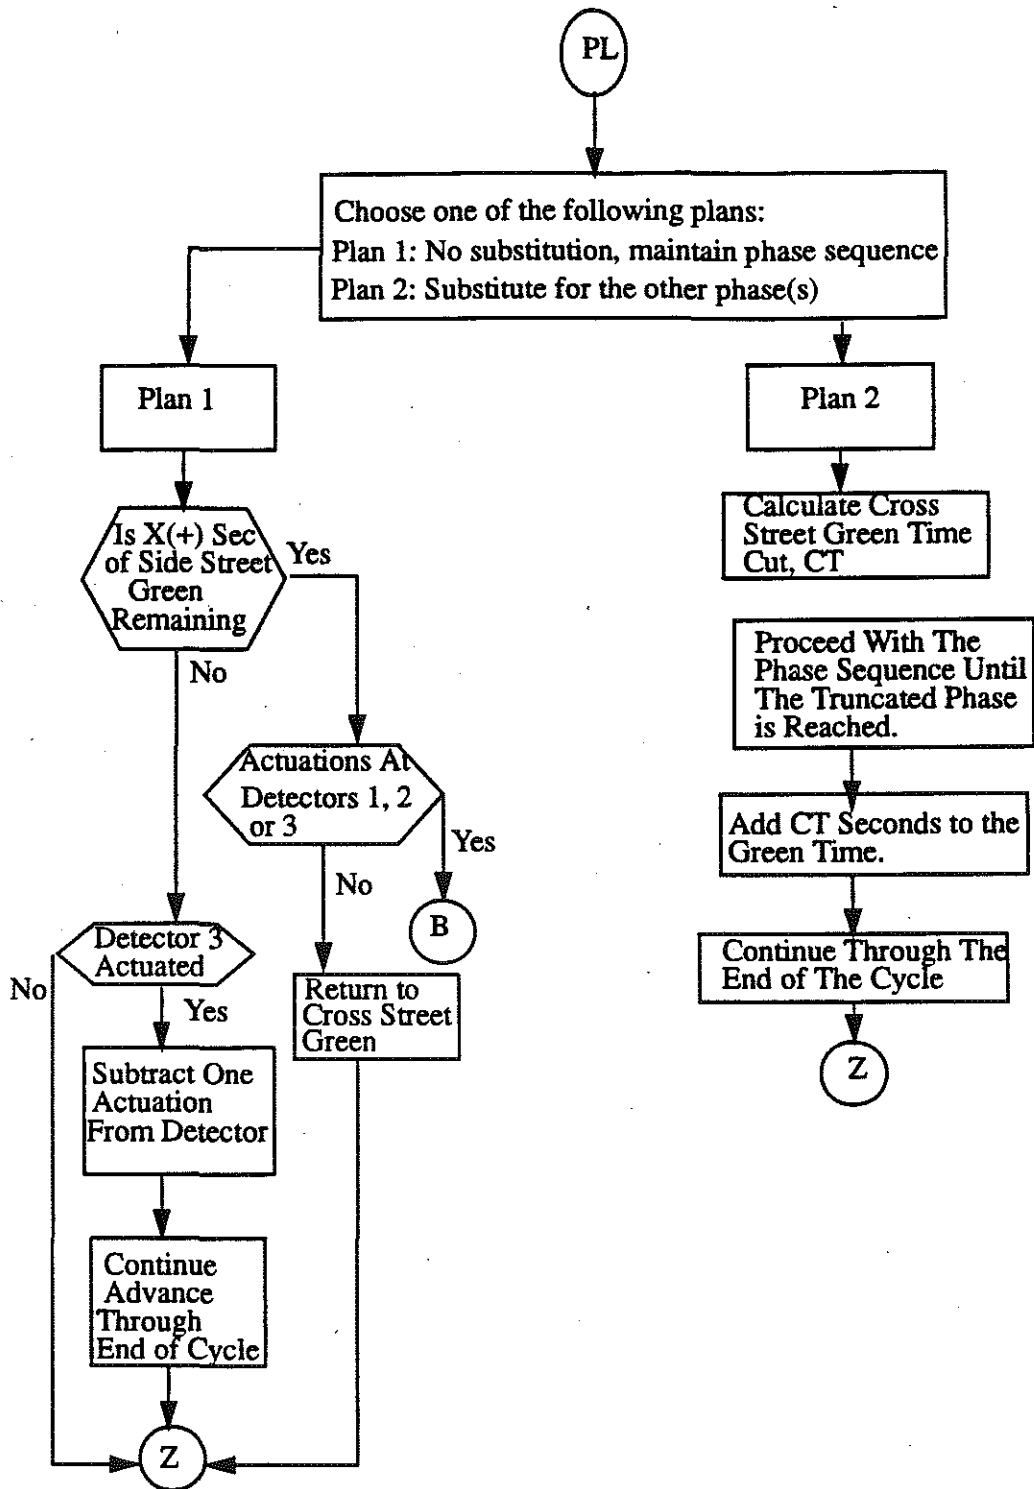 PL
Choose one of the following plans:
Plan 1: No substitution, maintain phase sequence
Plan 2: Substitute for the other phase(s)
Plan 1
Plan 2
Is X(+) Sec
of Side Street
Green
Remaining
Yes
No
Calculate Cross
Street Green Time
Cut, CT
Proceed With The
Phase Sequence Until
The Truncated Phase
is Reached.
Actuations At
Detectors 1, 2
or 3
Yes
No
B
Add CT Seconds to the
Green Time.
Detector 3
Actuated
No
Yes
Return to
Cross Street
Green
Continue Through The
End of The Cycle
Z
Subtract One
Actuation
From Detector
Continue
Advance
Through
End of Cycle
Z